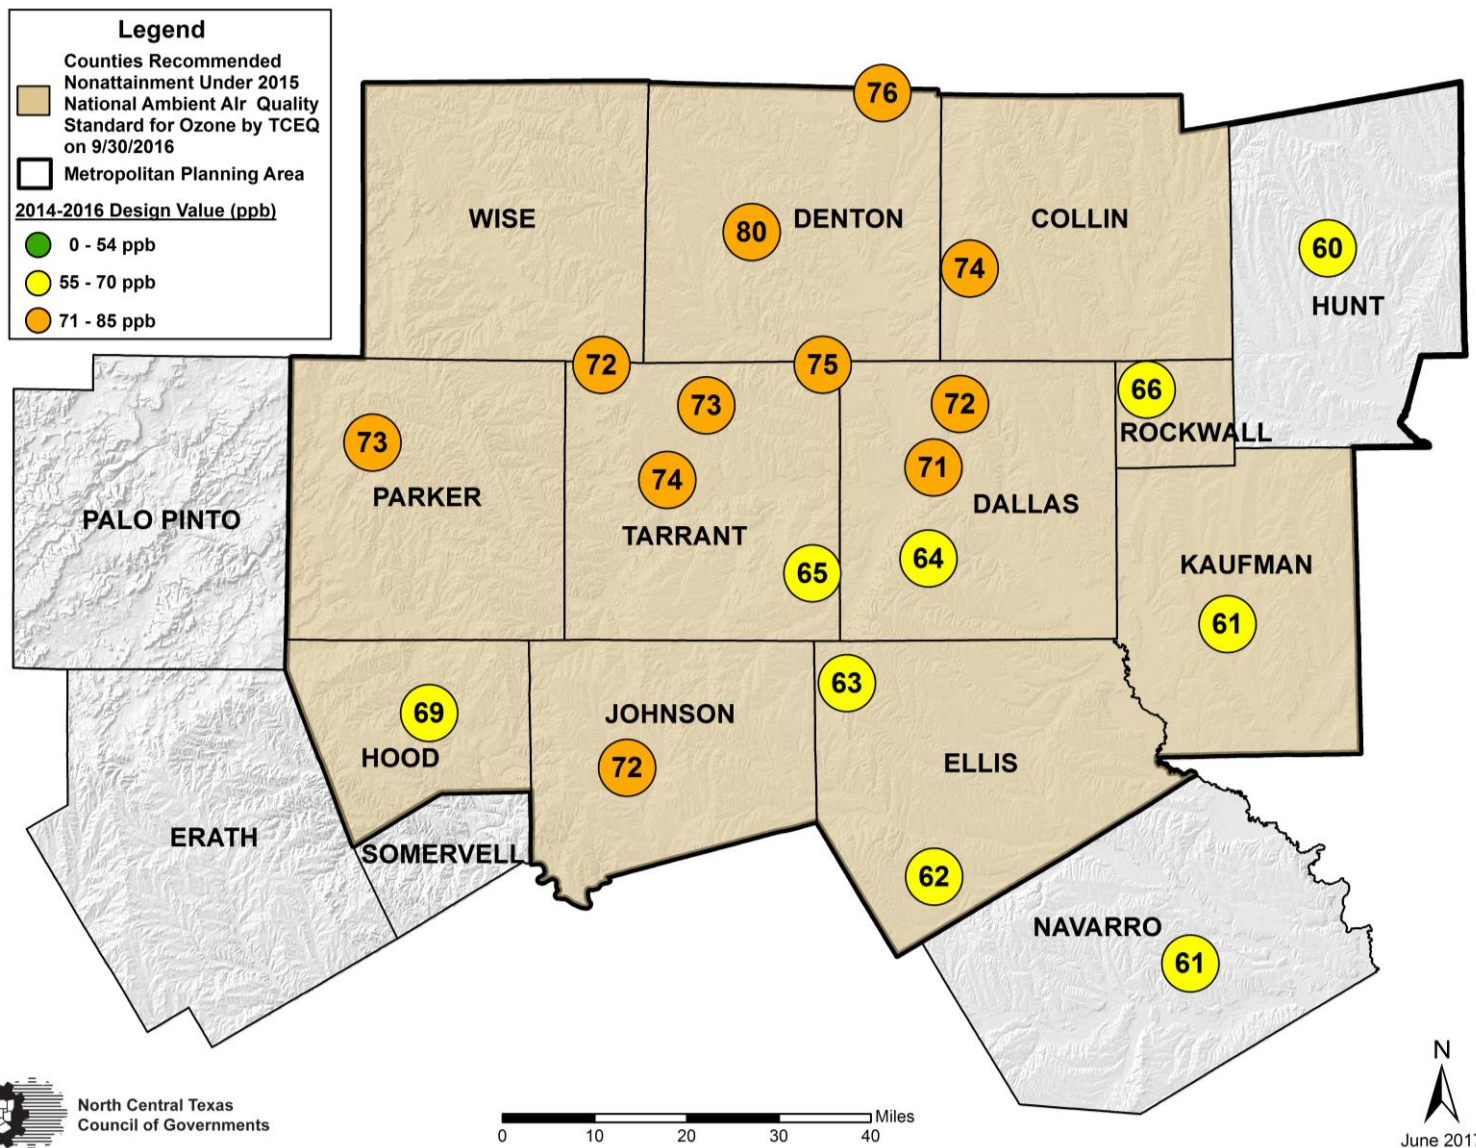 Legend
Counties Recommended
Nonattainment Under 2015
National Ambient AIr Quality
Standard for Ozone by TCEQ
on 9/30/2016
Metropolitan Planning Area
2014-2016 Design Value (ppb)
0 - 54 ppb
55 - 70 ppb
71 - 85 ppb
76
WISE
80
DENTON
COLLIN
74
60
HUNT
72
75
73
72
66
ROCKWALL
73
71
74
PARKER
DALLAS
PALO PINTO
TARRANT
64
65
KAUFMAN
61
63
69
JOHNSON
HOOD
72
ELLIS
ERATH
SOMERVELL
62
NAVARRO
61
North Central Texas
Council of Governments
0 10 20 30 40 Miles
N
June 201